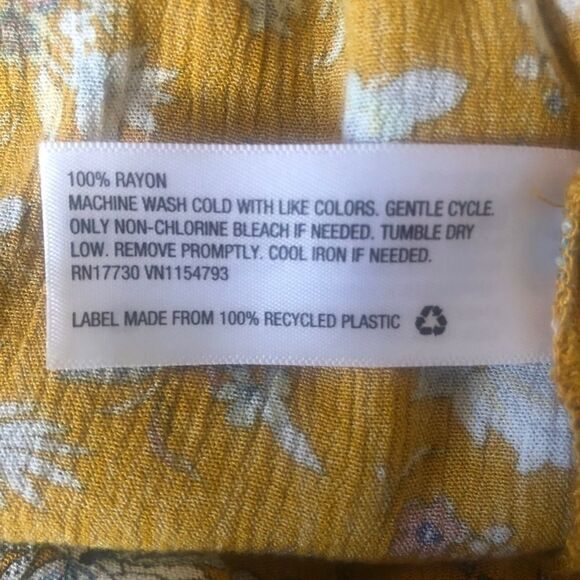 100% RAYON
MACHINE WASH COLD WITH LIKE COLORS. GENTLE CYCLE.
ONLY NON-CHLORINE BLEACH IF NEEDED. TUMBLE DRY
LOW. REMOVE PROMPTLY. COOL IRON IF NEEDED.
RN17730 VN1154793
LABEL MADE FROM 100% RECYCLED PLASTIC